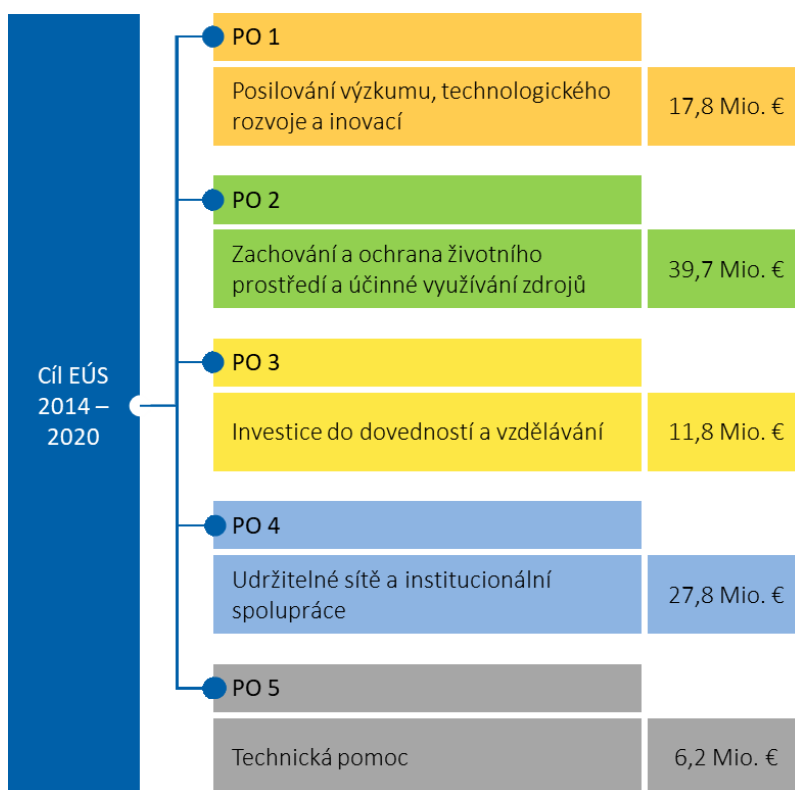 Cíl EÚS
2014 –
2020
PO 1
Posilování výzkumu, technologického
rozvoje a inovací
17,8 Mio. €
PO 2
Zachování a ochrana životního
prostředí a účinné využívání zdrojů
39,7 Mio. €
PO 3
Investice do dovedností a vzdělávání
11,8 Mio. €
PO 4
Udržitelné sítě a institucionální
spolupráce
27,8 Mio. €
PO 5
Technická pomoc
6,2 Mio. €